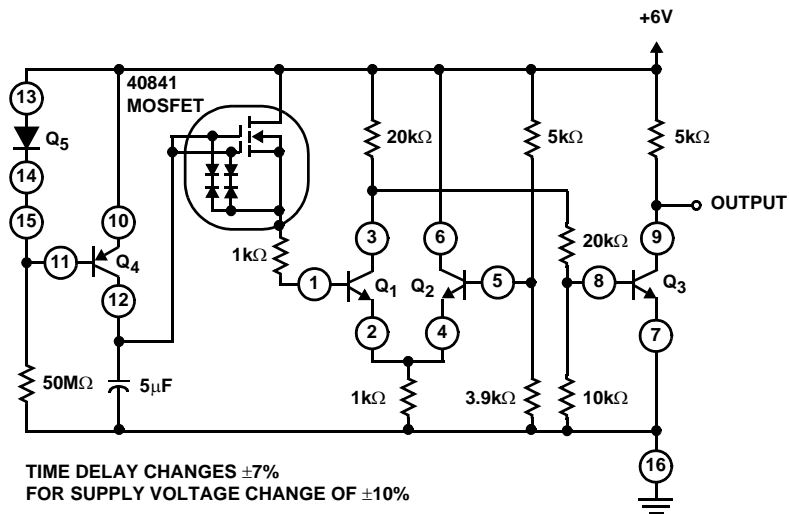 +6V
40841
MOSFET
13
Q5
14
15
10
11
Q4
12
20kΩ
5kΩ
5kΩ
OUTPUT
1kΩ
3
6
20kΩ
9
1
Q1
Q2
5
8
Q3
2
4
7
50MΩ
5µF
1kΩ
3.9kΩ
10kΩ
16
TIME DELAY CHANGES ±7%
FOR SUPPLY VOLTAGE CHANGE OF ±10%